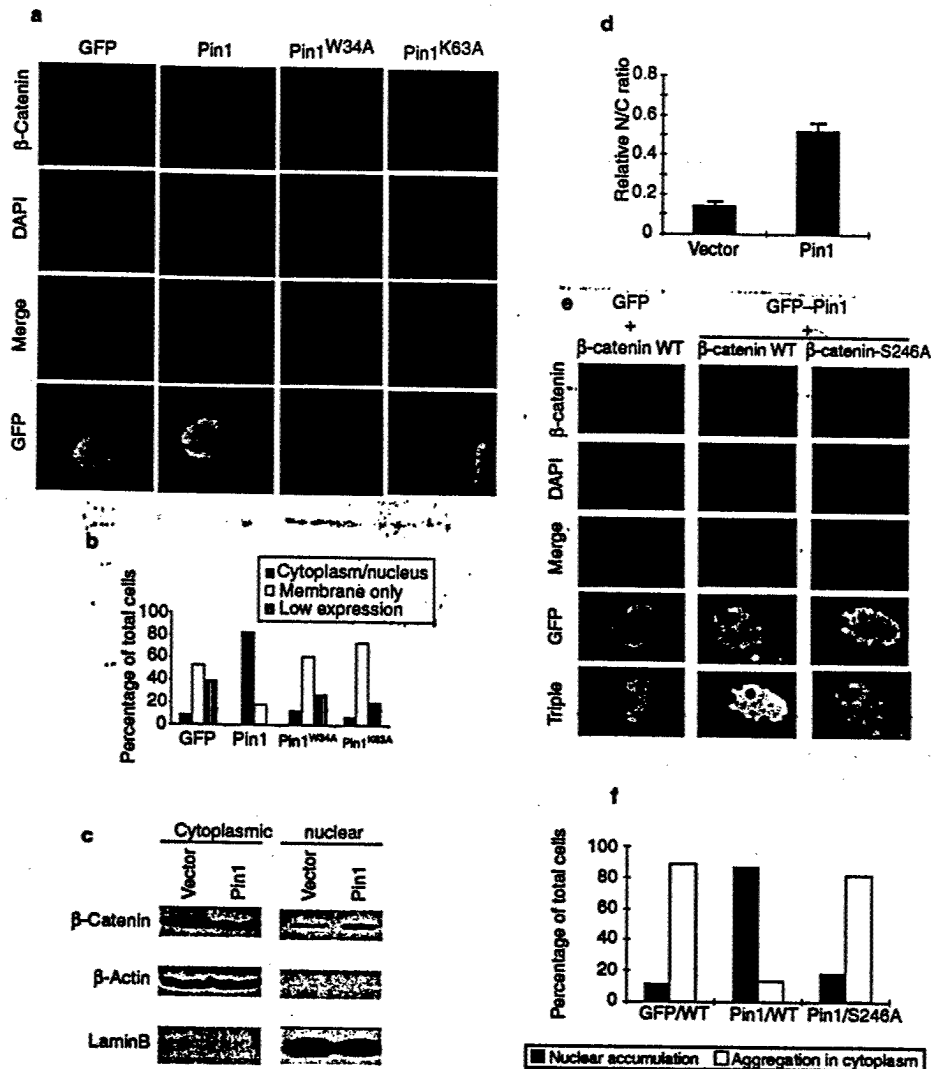 a
GFP Pin1 Pin1W34A Pin1K63A
β-Catenin
DAPI
Merge
GFP
b
Cytoplasm/nucleus
Membrane only
Low expression
Percentage of total cells
100
80
60
40
20
0
GFP Pin1 Pin1W34A Pin1K63A
c
Cytoplasmic nuclear
Vector Pin1 Vector Pin1
β-Catenin
β-Actin
LaminB
d
Relative N/C ratio
0.8
0.6
0.4
0.2
0
Vector Pin1
e
GFP GFP–Pin1
+ +
β-catenin WT β-catenin WT β-catenin-S246A
β-catenin
DAPI
Merge
GFP
Triple
f
Percentage of total cells
100
80
60
40
20
0
GFP/WT Pin1/WT Pin1/S246A
Nuclear accumulation Aggregation in cytoplasm